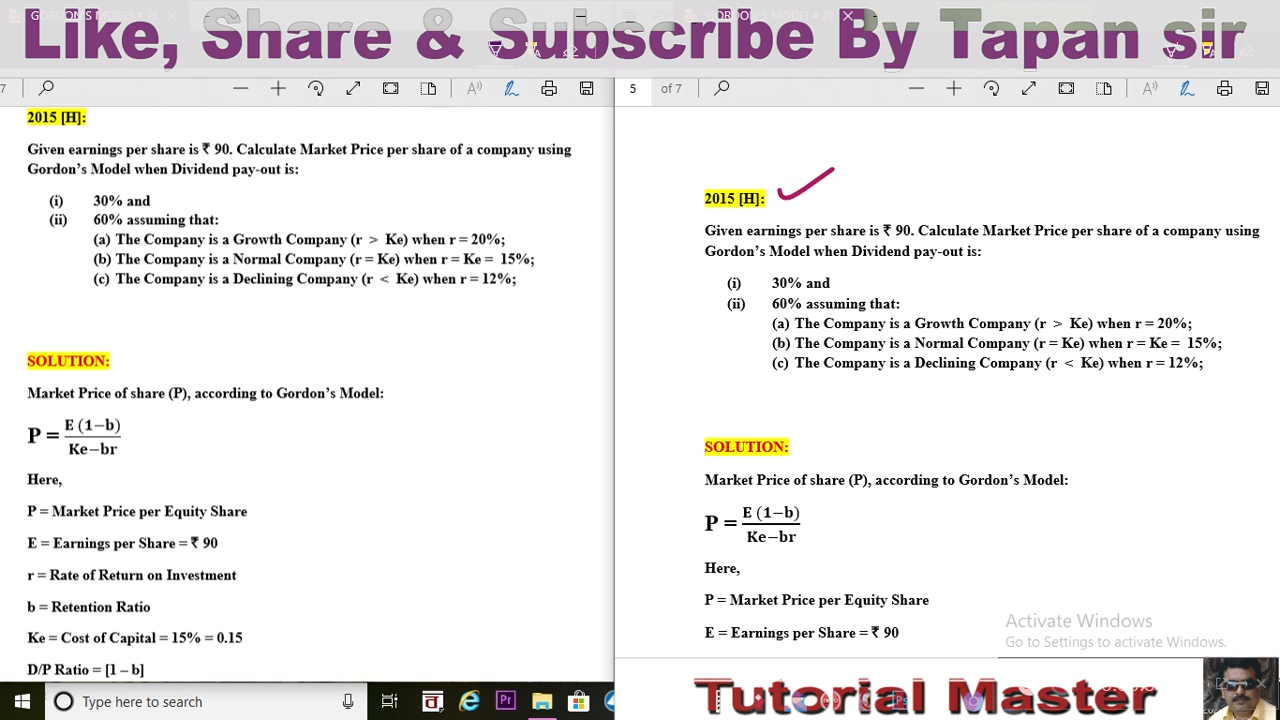 GORDON'S MODEL # 20
GORDON'S MODEL # 20
Like, Share & Subscribe By Tapan sir
7
5 of 7
2015 [H]:
Given earnings per share is ₹ 90. Calculate Market Price per share of a company using
Gordon's Model when Dividend pay-out is:
(i) 30% and
(ii) 60% assuming that:
(a) The Company is a Growth Company (r > Ke) when r = 20%;
(b) The Company is a Normal Company (r = Ke) when r = Ke = 15%;
(c) The Company is a Declining Company (r < Ke) when r = 12%;
SOLUTION:
Market Price of share (P), according to Gordon's Model:
P = E (1−b) / Ke−br
Here,
P = Market Price per Equity Share
E = Earnings per Share = ₹ 90
r = Rate of Return on Investment
b = Retention Ratio
Ke = Cost of Capital = 15% = 0.15
D/P Ratio = [1 – b]
2015 [H]:
Given earnings per share is ₹ 90. Calculate Market Price per share of a company using
Gordon's Model when Dividend pay-out is:
(i) 30% and
(ii) 60% assuming that:
(a) The Company is a Growth Company (r > Ke) when r = 20%;
(b) The Company is a Normal Company (r = Ke) when r = Ke = 15%;
(c) The Company is a Declining Company (r < Ke) when r = 12%;
SOLUTION:
Market Price of share (P), according to Gordon's Model:
P = E (1−b) / Ke−br
Here,
P = Market Price per Equity Share
E = Earnings per Share = ₹ 90
Activate Windows
Go to Settings to activate Windows.
Type here to search
Pr
Tutorial Master